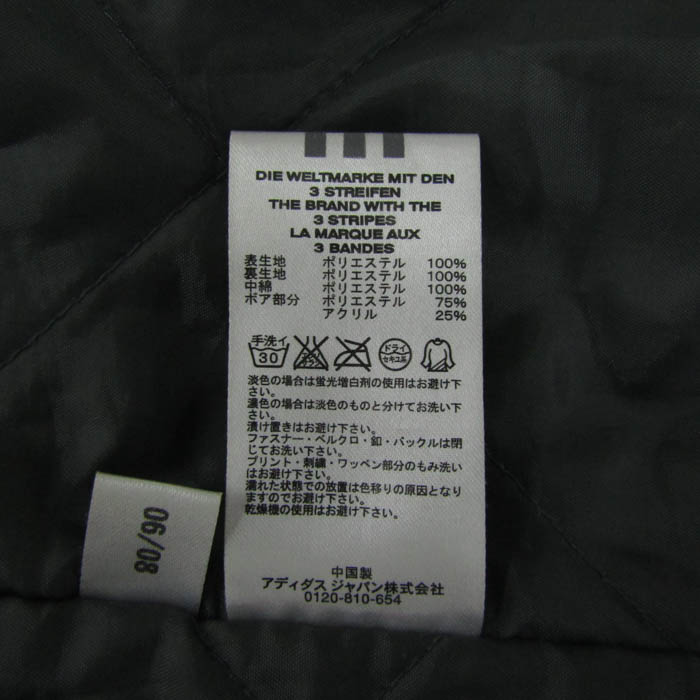 DIE WELTMARKE MIT DEN
3 STREIFEN
THE BRAND WITH THE
3 STRIPES
LA MARQUE AUX
3 BANDES
表生地 ポリエステル 100%
裏生地 ポリエステル 100%
中綿 ポリエステル 100%
ボア部分 ポリエステル 75%
アクリル 25%
手洗イ
30
ドライ
セキユ系
淡色の場合は蛍光増白剤の使用はお避け下
さい。
濃色の場合は淡色のものと分けてお洗い下
さい。
漬け置きはお避け下さい。
ファスナー・ベルクロ・釦・バックルは閉
じてお洗い下さい。
プリント・刺繍・ワッペン部分のもみ洗い
はお避け下さい。
濡れた状態での放置は色移りの原因となり
ますのでお避け下さい。
乾燥機の使用はお避け下さい。
中国製
アディダス ジャパン株式会社
0120-810-654
06/08